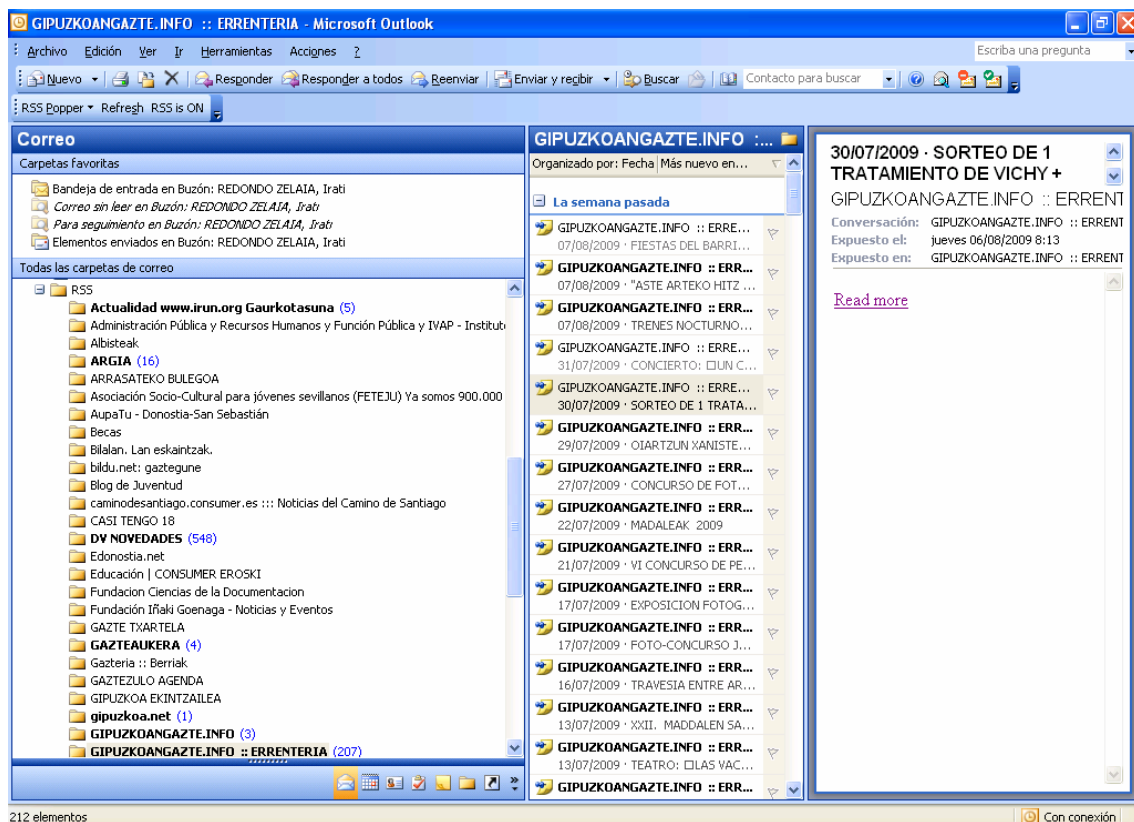 GIPUZKOANGAZTE.INFO :: ERRENTERIA - Microsoft Outlook
Archivo Edición Ver Ir Herramientas Acciones ? Escriba una pregunta
Nuevo Responder Responder a todos Reenviar Enviar y recibir Buscar Contacto para buscar
RSS Popper Refresh RSS is ON
Correo
Carpetas favoritas
Bandeja de entrada en Buzón: REDONDO ZELAIA, Irati
Correo sin leer en Buzón: REDONDO ZELAIA, Irati
Para seguimiento en Buzón: REDONDO ZELAIA, Irati
Elementos enviados en Buzón: REDONDO ZELAIA, Irati
Todas las carpetas de correo
RSS
Actualidad www.irun.org Gaurkotasuna (5)
Administración Pública y Recursos Humanos y Función Pública y IVAP - Institut
Albisteak
ARGIA (16)
ARRASATEKO BULEGOA
Asociación Socio-Cultural para jóvenes sevillanos (FETEJU) Ya somos 900.000
AupaTu - Donostia-San Sebastián
Becas
Bilalan. Lan eskaintzak.
bildu.net: gaztegune
Blog de Juventud
caminodesantiago.consumer.es ::: Noticias del Camino de Santiago
CASI TENGO 18
DV NOVEDADES (548)
Edonostia.net
Educación | CONSUMER EROSKI
Fundacion Ciencias de la Documentacion
Fundación Iñaki Goenaga - Noticias y Eventos
GAZTE TXARTELA
GAZTEAUKERA (4)
Gazteria :: Berriak
GAZTEZULO AGENDA
GIPUZKOA EKINTZAILEA
gipuzkoa.net (1)
GIPUZKOANGAZTE.INFO (3)
GIPUZKOANGAZTE.INFO :: ERRENTERIA (207)
GIPUZKOANGAZTE.INFO :...
Organizado por: Fecha Más nuevo en...
La semana pasada
GIPUZKOANGAZTE.INFO :: ERRE...
07/08/2009 · FIESTAS DEL BARRI...
GIPUZKOANGAZTE.INFO :: ERR...
07/08/2009 · "ASTE ARTEKO HITZ ...
GIPUZKOANGAZTE.INFO :: ERR...
07/08/2009 · TRENES NOCTURNO...
GIPUZKOANGAZTE.INFO :: ERRE...
31/07/2009 · CONCIERTO: □UN C...
GIPUZKOANGAZTE.INFO :: ERRE...
30/07/2009 · SORTEO DE 1 TRATA...
GIPUZKOANGAZTE.INFO :: ERR...
29/07/2009 · OIARTZUN XANISTE...
GIPUZKOANGAZTE.INFO :: ERR...
27/07/2009 · CONCURSO DE FOT...
GIPUZKOANGAZTE.INFO :: ERR...
22/07/2009 · MADALEAK 2009
GIPUZKOANGAZTE.INFO :: ERR...
21/07/2009 · VI CONCURSO DE PE...
GIPUZKOANGAZTE.INFO :: ERR...
17/07/2009 · EXPOSICION FOTOG...
GIPUZKOANGAZTE.INFO :: ERR...
17/07/2009 · FOTO-CONCURSO J...
GIPUZKOANGAZTE.INFO :: ERR...
16/07/2009 · TRAVESIA ENTRE AR...
GIPUZKOANGAZTE.INFO :: ERR...
13/07/2009 · XXII. MADDALEN SA...
GIPUZKOANGAZTE.INFO :: ERR...
13/07/2009 · TEATRO: □LAS VAC...
GIPUZKOANGAZTE.INFO :: ERR...
30/07/2009 · SORTEO DE 1
TRATAMIENTO DE VICHY +
GIPUZKOANGAZTE.INFO :: ERRENT
Conversación: GIPUZKOANGAZTE.INFO :: ERRENT
Expuesto el: jueves 06/08/2009 8:13
Expuesto en: GIPUZKOANGAZTE.INFO :: ERRENT
Read more
212 elementos
Con conexión